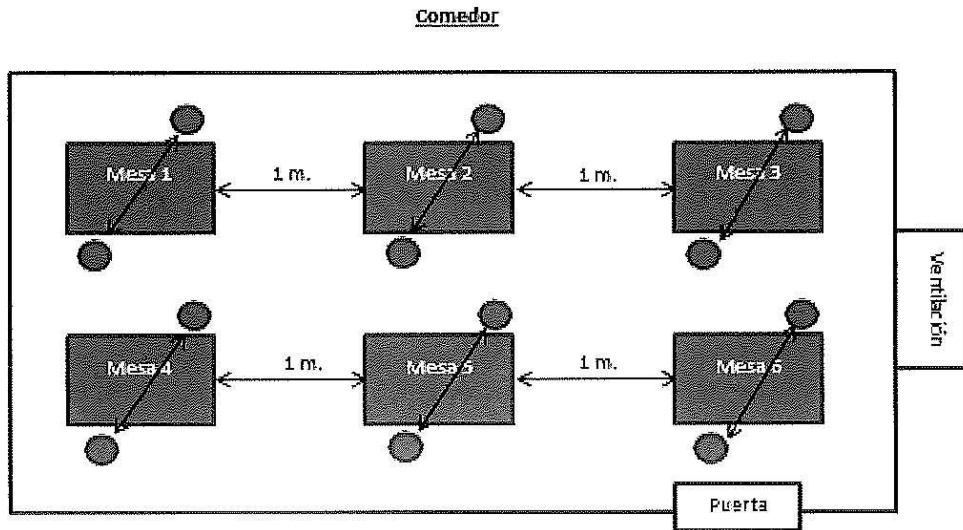 Comedor
Mesa 1
1 m.
Mesa 2
1 m.
Mesa 3
Ventilación
Mesa 4
1 m.
Mesa 5
1 m.
Mesa 6
Puerta